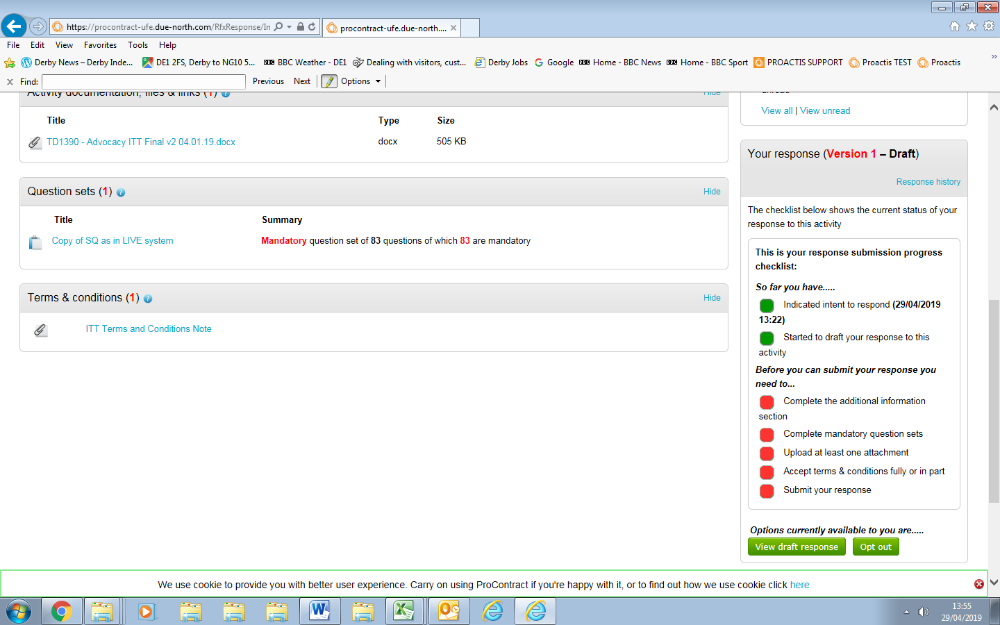 https://procontract-ufe.due-north.com/RfxResponse/In
procontract-ufe.due-north....
File Edit View Favorites Tools Help
Derby News – Derby Inde... DE1 2FS, Derby to NG10 5... BBC Weather - DE1 Dealing with visitors, cust... Derby Jobs Google Home - BBC News Home - BBC Sport PROACTIS SUPPORT Proactis TEST Proactis
Find: Previous Next Options
Activity documentation, files & links (1) Hide
Title Type Size
TD1390 - Advocacy ITT Final v2 04.01.19.docx docx 505 KB
Question sets (1) Hide
Title Summary
Copy of SQ as in LIVE system Mandatory question set of 83 questions of which 83 are mandatory
Terms & conditions (1) Hide
ITT Terms and Conditions Note
unread
View all | View unread
Your response (Version 1 – Draft)
Response history
The checklist below shows the current status of your
response to this activity
This is your response submission progress
checklist:
So far you have.....
Indicated intent to respond (29/04/2019
13:22)
Started to draft your response to this
activity
Before you can submit your response you
need to...
Complete the additional information
section
Complete mandatory question sets
Upload at least one attachment
Accept terms & conditions fully or in part
Submit your response
Options currently available to you are.....
View draft response Opt out
We use cookie to provide you with better user experience. Carry on using ProContract if you're happy with it, or to find out how we use cookie click here
13:55
29/04/2019